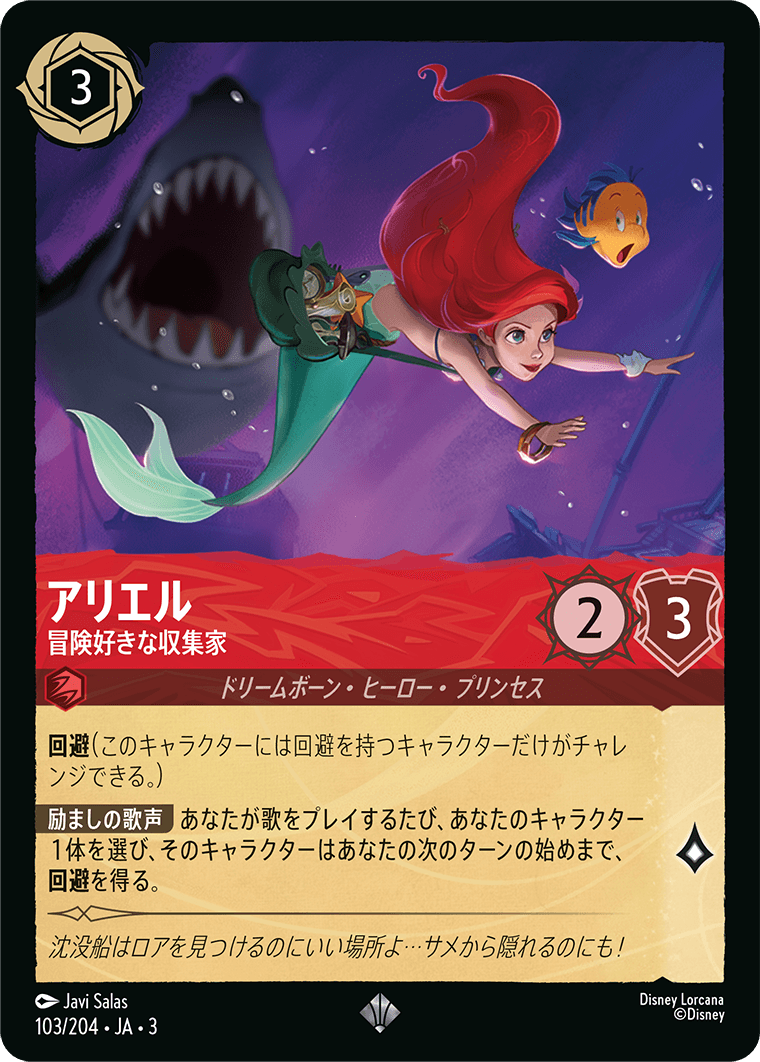 3
アリエル
冒険好きな収集家
2
3
ドリームボーン・ヒーロー・プリンセス
回避(このキャラクターには回避を持つキャラクターだけがチャレ
ンジできる。)
励ましの歌声 あなたが歌をプレイするたび、あなたのキャラクター
1体を選び、そのキャラクターはあなたの次のターンの始めまで、
回避を得る。
沈没船はロアを見つけるのにいい場所よ…サメから隠れるのにも!
Javi Salas
103/204・JA・3
Disney Lorcana
©Disney